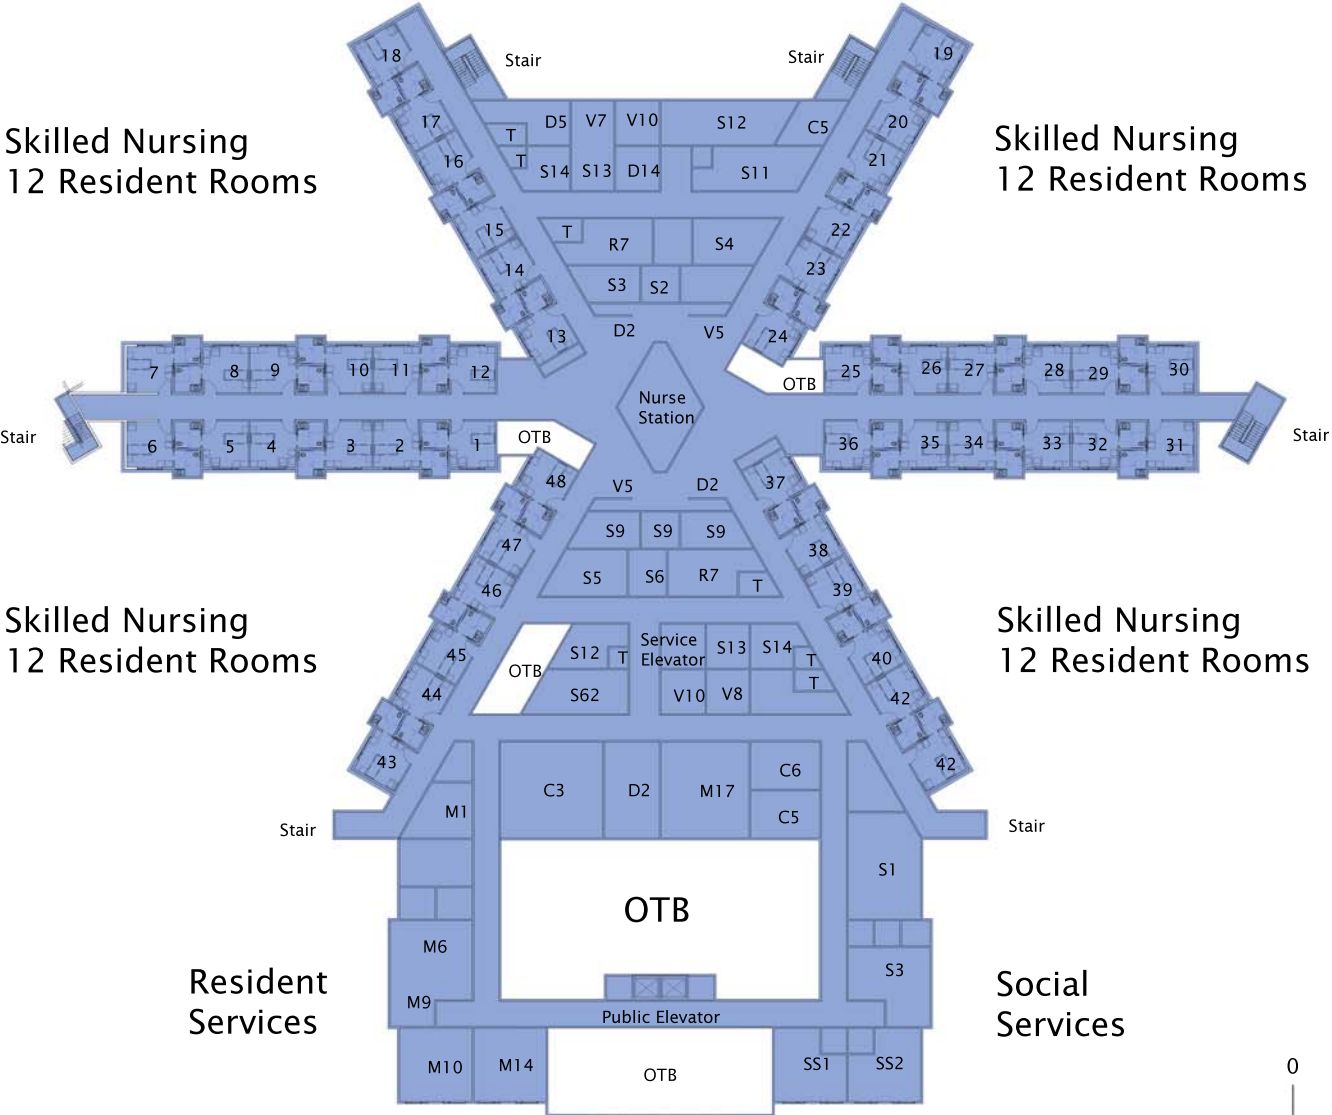 18
Stair
Stair
19
Skilled Nursing
12 Resident Rooms
17
T
D5
V7
V10
S12
C5
20
Skilled Nursing
12 Resident Rooms
16
T
S14
S13
D14
S11
21
15
T
R7
S4
22
14
S3
S2
23
13
D2
V5
24
7
8
9
10
11
12
OTB
25
26
27
28
29
30
Nurse
Station
Stair
6
5
4
3
2
1
OTB
36
35
34
33
32
31
Stair
48
V5
D2
37
47
S9
S9
S9
38
46
S5
S6
R7
T
39
Skilled Nursing
12 Resident Rooms
45
OTB
S12
T
Service
Elevator
S13
S14
T
T
40
Skilled Nursing
12 Resident Rooms
44
S62
V10
V8
42
43
C3
D2
M17
C6
C5
42
Stair
M1
Stair
S1
OTB
M6
S3
Resident
Services
M9
Public Elevator
Social
Services
M10
M14
OTB
SS1
SS2
0